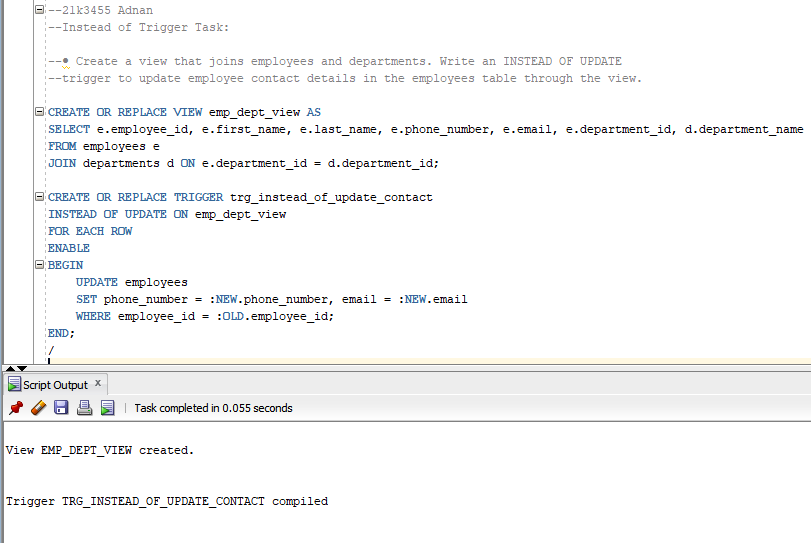 --21k3455 Adnan
--Instead of Trigger Task:
--● Create a view that joins employees and departments. Write an INSTEAD OF UPDATE
--trigger to update employee contact details in the employees table through the view.
CREATE OR REPLACE VIEW emp_dept_view AS
SELECT e.employee_id, e.first_name, e.last_name, e.phone_number, e.email, e.department_id, d.department_name
FROM employees e
JOIN departments d ON e.department_id = d.department_id;
CREATE OR REPLACE TRIGGER trg_instead_of_update_contact
INSTEAD OF UPDATE ON emp_dept_view
FOR EACH ROW
ENABLE
BEGIN
    UPDATE employees
    SET phone_number = :NEW.phone_number, email = :NEW.email
    WHERE employee_id = :OLD.employee_id;
END;
/
Script Output x
Task completed in 0.055 seconds
View EMP_DEPT_VIEW created.
Trigger TRG_INSTEAD_OF_UPDATE_CONTACT compiled